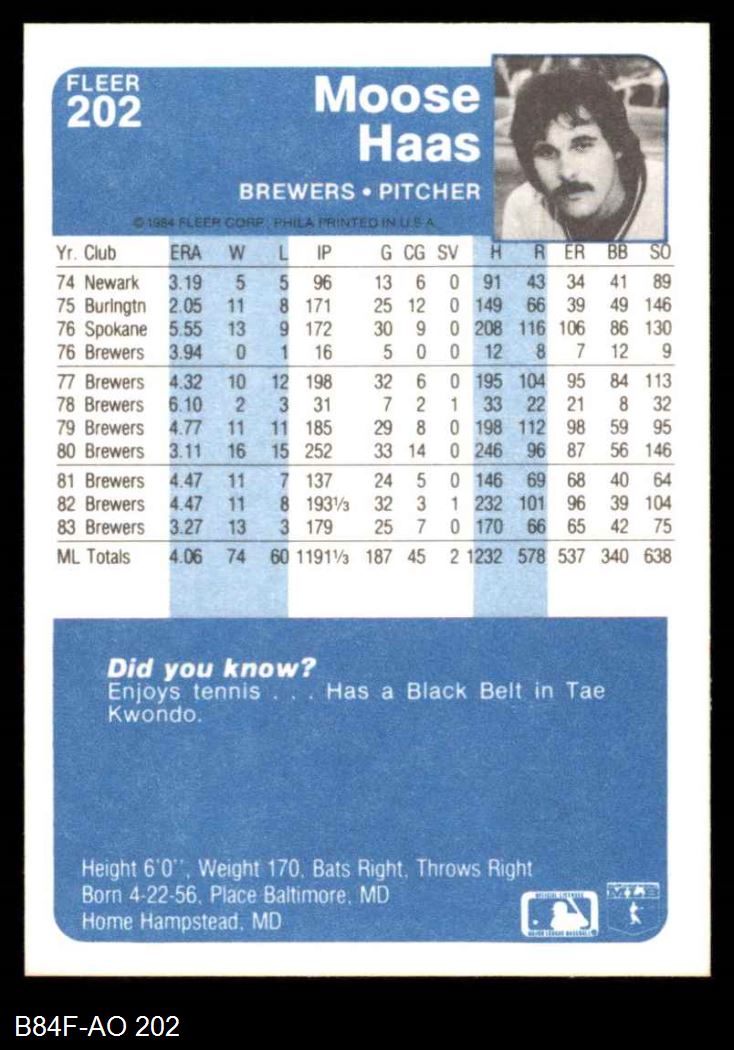 FLEER
202
Moose
Haas
BREWERS • PITCHER
© 1984 FLEER CORP., PHILA PRINTED IN U.S.A.
Yr. Club ERA W L IP G CG SV H R ER BB SO
74 Newark 3.19 5 5 96 13 6 0 91 43 34 41 89
75 Burlngtn 2.05 11 8 171 25 12 0 149 66 39 49 146
76 Spokane 5.55 13 9 172 30 9 0 208 116 106 86 130
76 Brewers 3.94 0 1 16 5 0 0 12 8 7 12 9
77 Brewers 4.32 10 12 198 32 6 0 195 104 95 84 113
78 Brewers 6.10 2 3 31 7 2 1 33 22 21 8 32
79 Brewers 4.77 11 11 185 29 8 0 198 112 98 59 95
80 Brewers 3.11 16 15 252 33 14 0 246 96 87 56 146
81 Brewers 4.47 11 7 137 24 5 0 146 69 68 40 64
82 Brewers 4.47 11 8 193⅓ 32 3 1 232 101 96 39 104
83 Brewers 3.27 13 3 179 25 7 0 170 66 65 42 75
ML Totals 4.06 74 60 1191⅓ 187 45 2 1232 578 537 340 638
Did you know?
Enjoys tennis . . . Has a Black Belt in Tae
Kwondo.
Height 6'0'', Weight 170, Bats Right, Throws Right
Born 4-22-56, Place Baltimore, MD
Home Hampstead, MD
MAJOR LEAGUE BASEBALL
B84F-AO 202